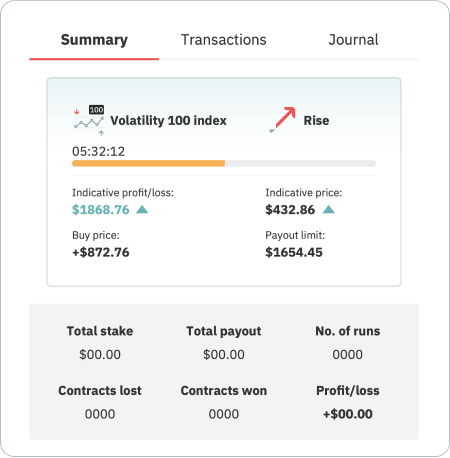 Summary Transactions Journal
100
Volatility 100 index Rise
05:32:12
Indicative profit/loss: Indicative price:
$1868.76 $432.86
Buy price: Payout limit:
+$872.76 $1654.45
Total stake Total payout No. of runs
$00.00 $00.00 0000
Contracts lost Contracts won Profit/loss
0000 0000 +$00.00